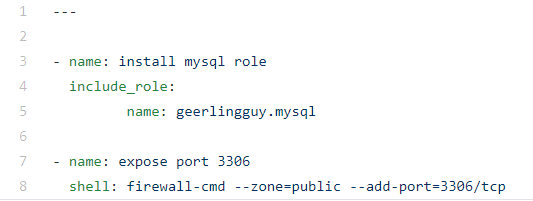 1 ---
2
3 - name: install mysql role
4 include_role:
5 name: geerlingguy.mysql
6
7 - name: expose port 3306
8 shell: firewall-cmd --zone=public --add-port=3306/tcp